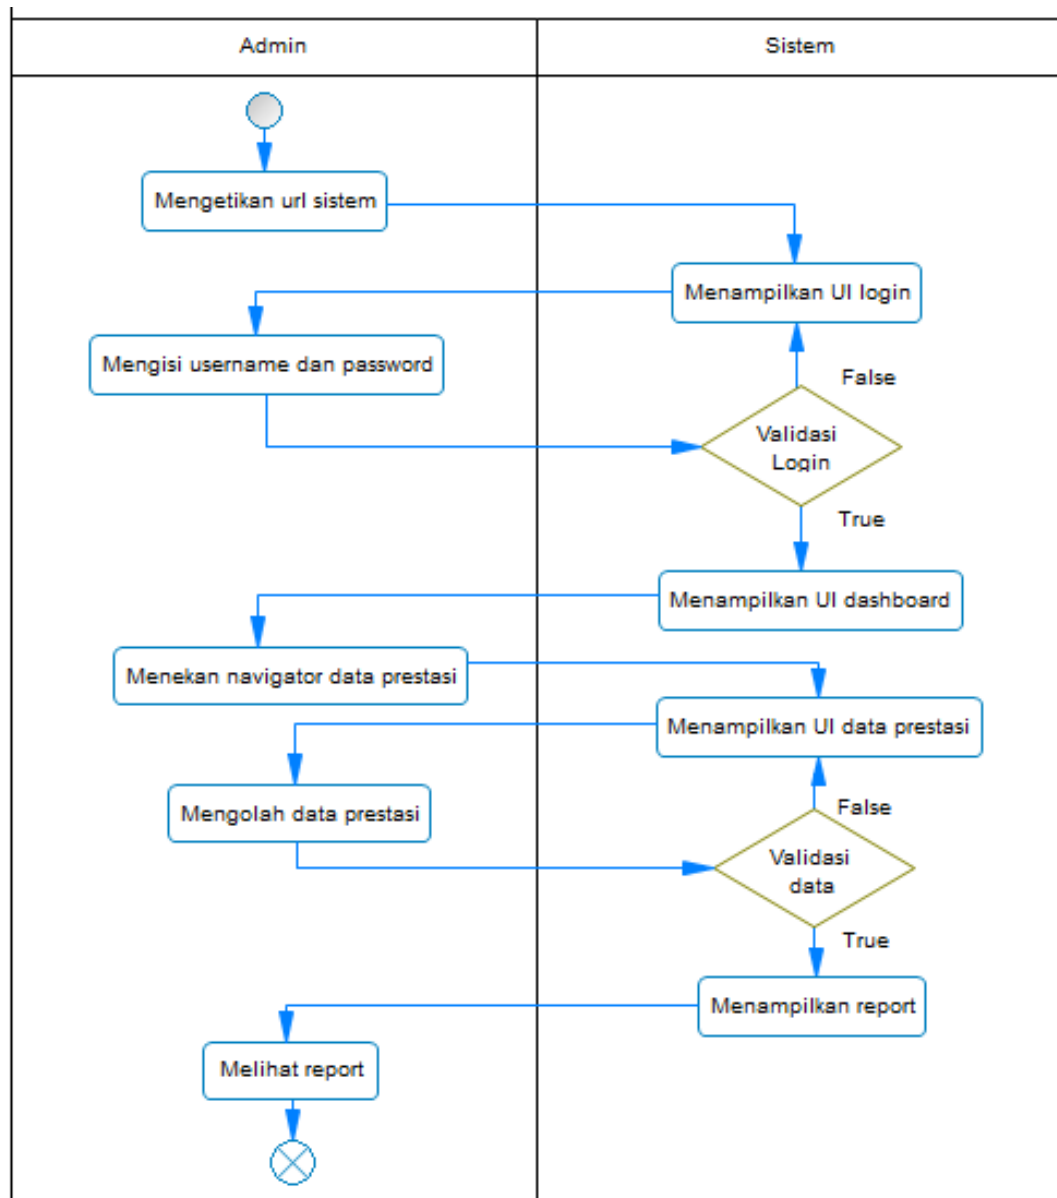 Admin
Sistem
Mengetikan url sistem
Menampilkan UI login
Mengisi username dan password
False
Validasi
Login
True
Menampilkan UI dashboard
Menekan navigator data prestasi
Menampilkan UI data prestasi
Mengolah data prestasi
False
Validasi
data
True
Menampilkan report
Melihat report